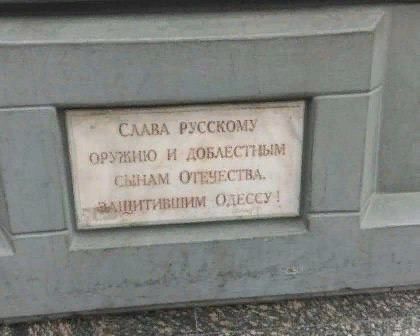 СЛАВА РУССКОМУ
ОРУЖИЮ И ДОБЛЕСТНЫМ
СЫНАМ ОТЕЧЕСТВА,
ЗАЩИТИВШИМ ОДЕССУ!